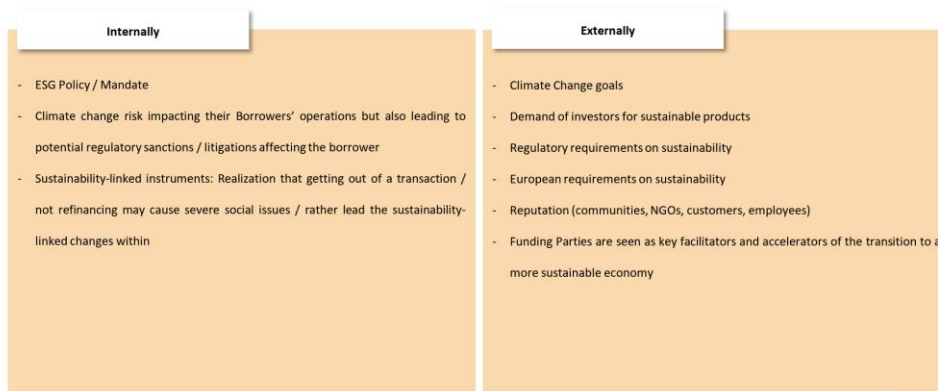 Internally
- ESG Policy / Mandate
- Climate change risk impacting their Borrowers' operations but also leading to
potential regulatory sanctions / litigations affecting the borrower
- Sustainability-linked instruments: Realization that getting out of a transaction /
not refinancing may cause severe social issues / rather lead the sustainability-
linked changes within
Externally
- Climate Change goals
- Demand of investors for sustainable products
- Regulatory requirements on sustainability
- European requirements on sustainability
- Reputation (communities, NGOs, customers, employees)
- Funding Parties are seen as key facilitators and accelerators of the transition to a
more sustainable economy